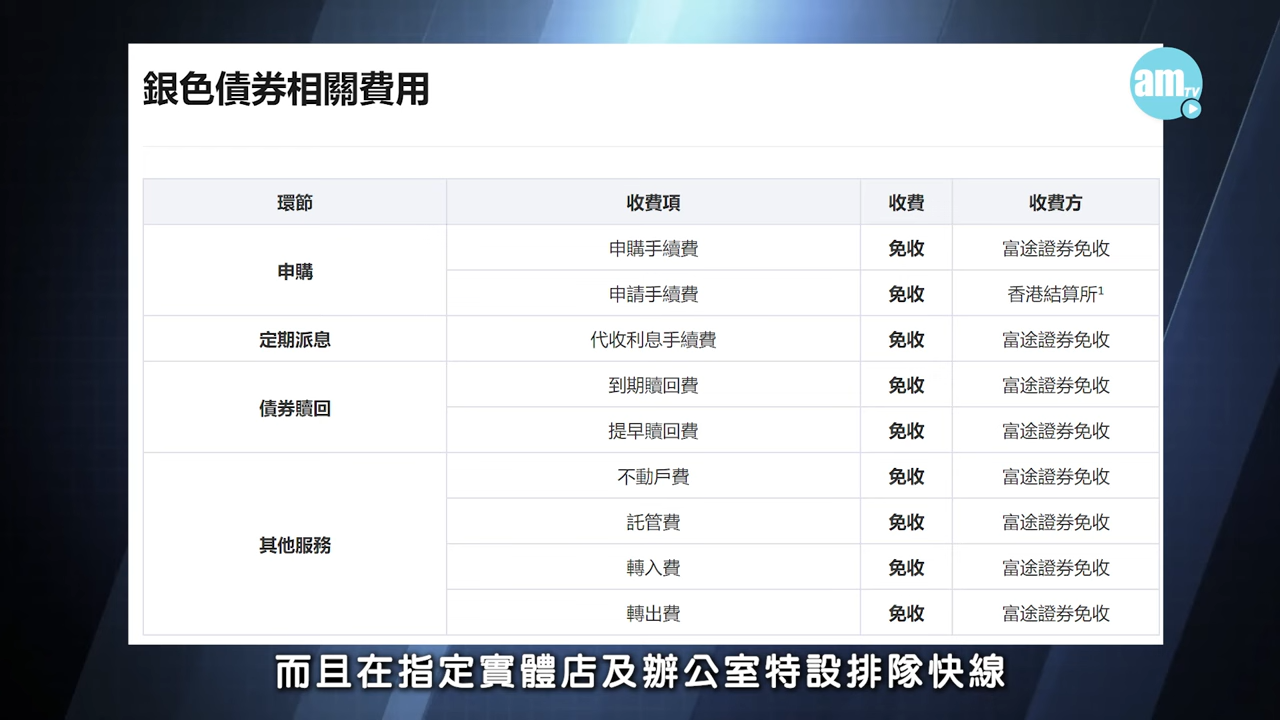 銀色債券相關費用
amTV
環節 收費項 收費 收費方
申購 申購手續費 免收 富途證券免收
申請手續費 免收 香港結算所¹
定期派息 代收利息手續費 免收 富途證券免收
債券贖回 到期贖回費 免收 富途證券免收
提早贖回費 免收 富途證券免收
其他服務 不動戶費 免收 富途證券免收
託管費 免收 富途證券免收
轉入費 免收 富途證券免收
轉出費 免收 富途證券免收
而且在指定實體店及辦公室特設排隊快線